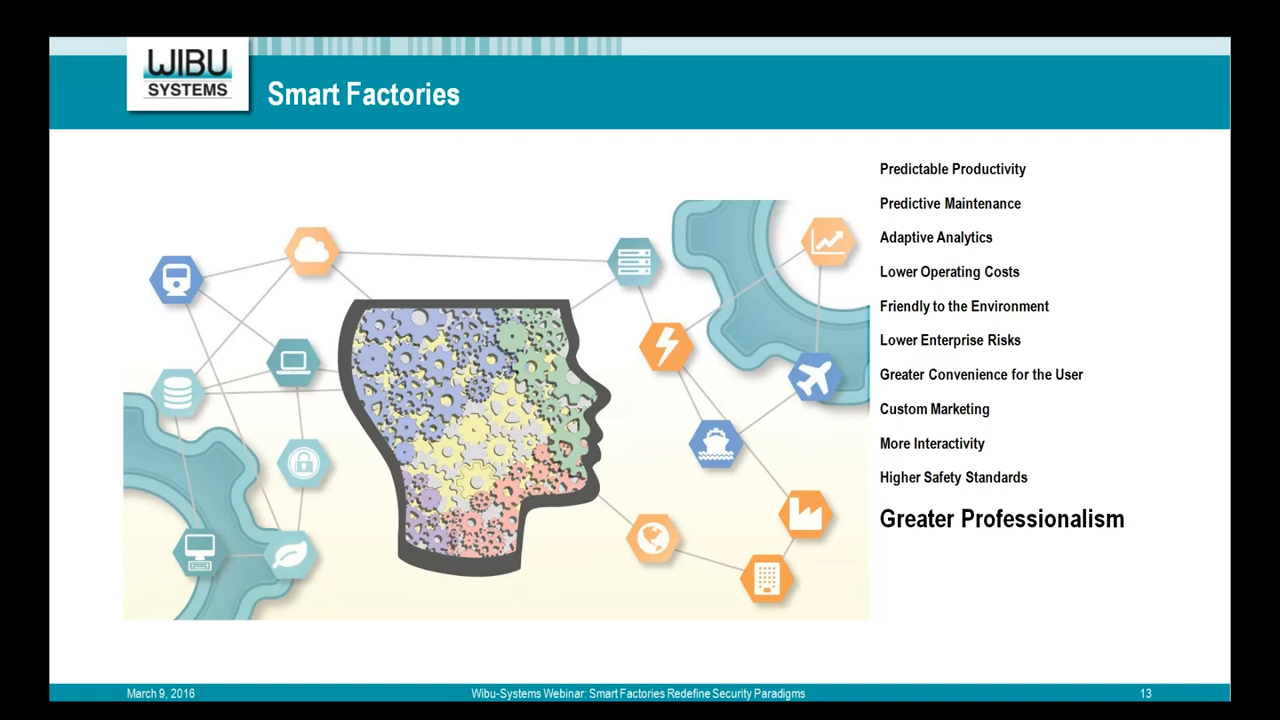 WIBU
SYSTEMS
Smart Factories
Predictable Productivity
Predictive Maintenance
Adaptive Analytics
Lower Operating Costs
Friendly to the Environment
Lower Enterprise Risks
Greater Convenience for the User
Custom Marketing
More Interactivity
Higher Safety Standards
Greater Professionalism
March 9, 2016
Wibu-Systems Webinar: Smart Factories Redefine Security Paradigms
13